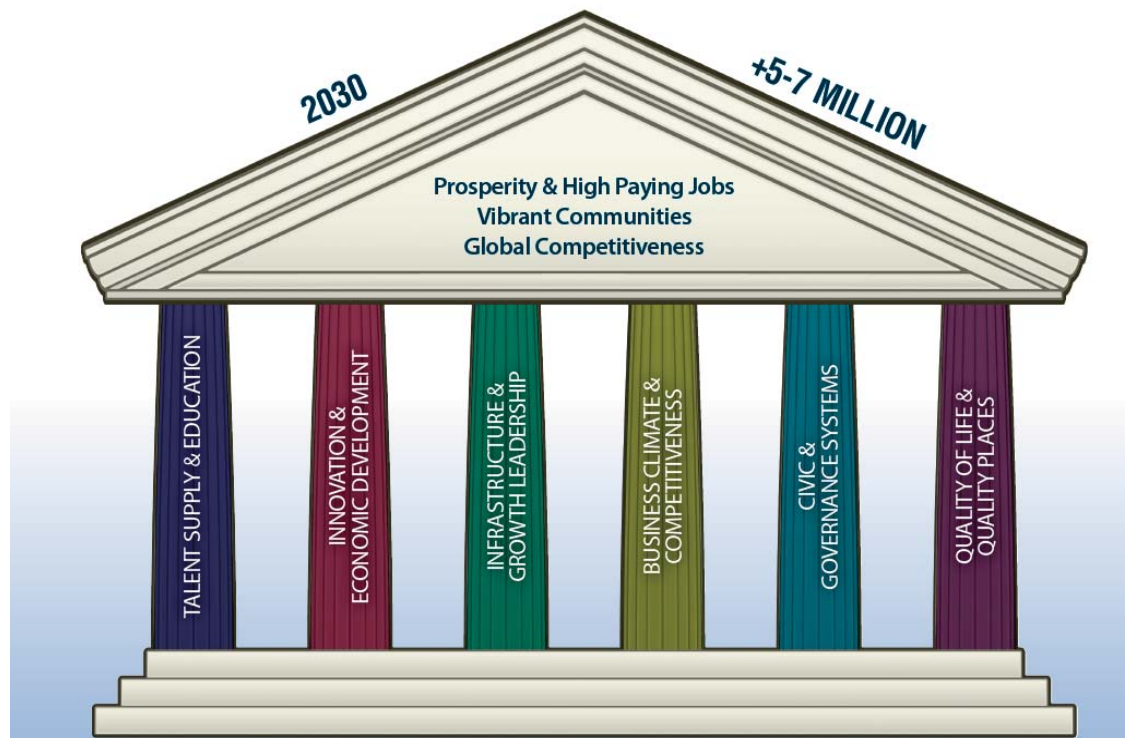 2030
+5-7 MILLION
Prosperity & High Paying Jobs
Vibrant Communities
Global Competitiveness
TALENT SUPPLY & EDUCATION
INNOVATION &
ECONOMIC DEVELOPMENT
INFRASTRUCTURE &
GROWTH LEADERSHIP
BUSINESS CLIMATE &
COMPETITIVENESS
CIVIC &
GOVERNANCE SYSTEMS
QUALITY OF LIFE &
QUALITY PLACES